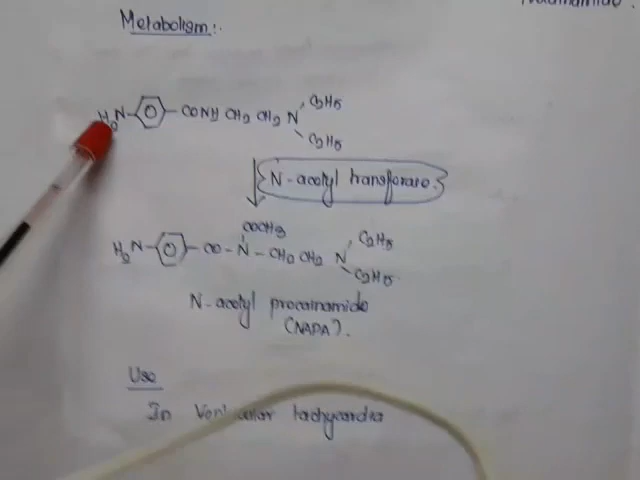 Metabolism:.
H₂N- -CONH CH₂ CH₂ N C₂H₅
C₂H₅
N-acetyl transferase.
COCH₃
H₂N- -CO-N-CH₂ CH₂ N C₂H₅
C₂H₅
N-acetyl procainamide
(NAPA).
Use
In tachycardia